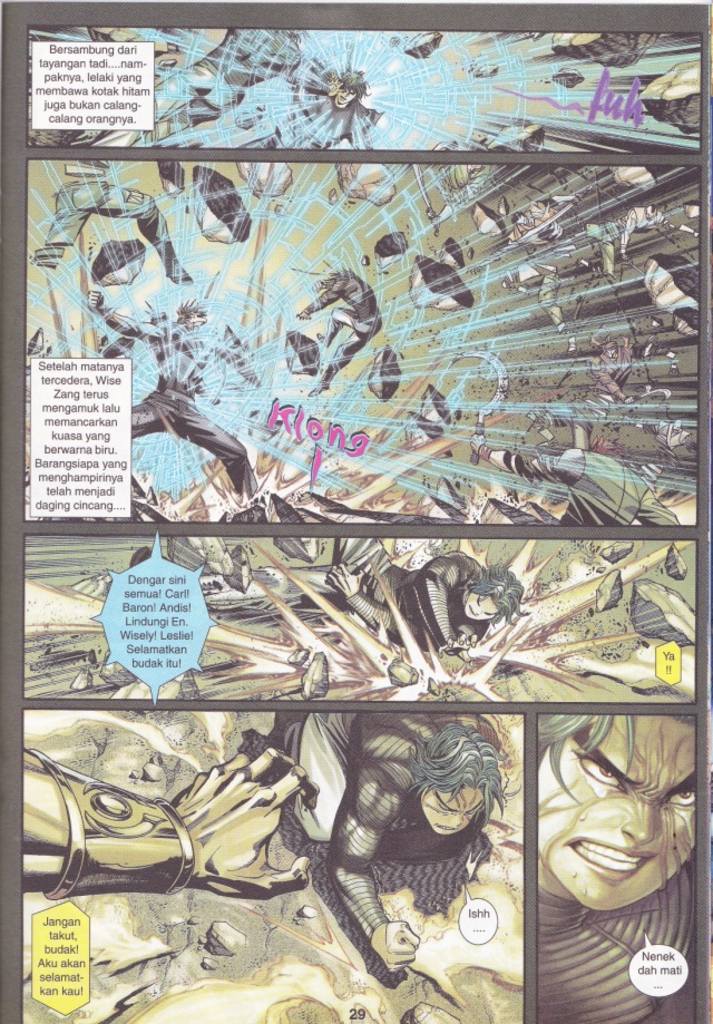 Bersambung dari
tayangan tadi....nam-
paknya, lelaki yang
membawa kotak hitam
juga bukan calang-
calang orangnya.
fuh
Setelah matanya
tercedera, Wise
Zang terus
mengamuk lalu
memancarkan
kuasa yang
berwarna biru.
Barangsiapa yang
menghampirinya
telah menjadi
daging cincang....
Klong
!
Dengar sini
semua! Carl!
Baron! Andis!
Lindungi En.
Wisely! Leslie!
Selamatkan
budak itu!
Ya
!!
Jangan
takut,
budak!
Aku akan
selamat-
kan kau!
Ishh
....
Nenek
dah mati
...
29